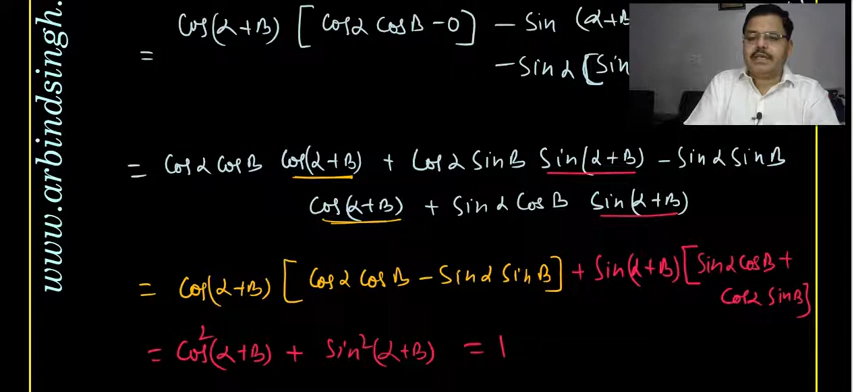 www.arbindsingh.
Cos(α+B) [ Cosα CosB −0 ] − Sin (α+B
=
− Sinα [ Sin
= Cosα CosB Cos(α+B) + Cosα SinB Sin(α+B) − Sinα SinB
Cos(α+B) + Sinα CosB Sin(α+B)
= Cos(α+B) [ Cosα CosB − Sinα SinB ] + Sin(α+B) [ Sinα CosB +
Cosα SinB ]
= Cos²(α+B) + Sin²(α+B) = 1